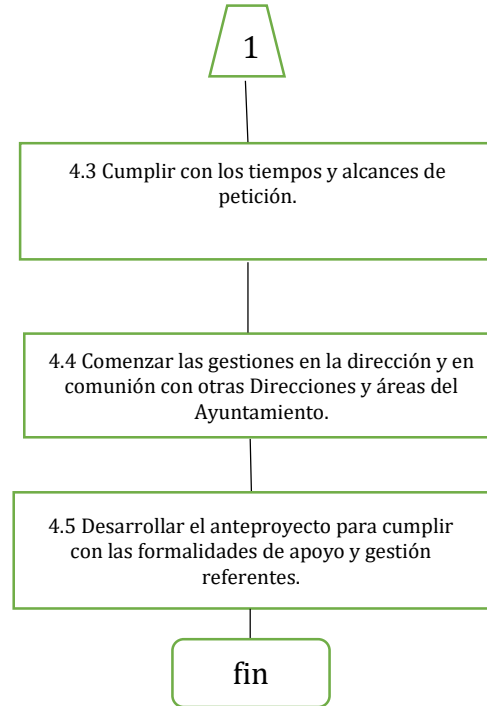 1
4.3 Cumplir con los tiempos y alcances de
petición.
4.4 Comenzar las gestiones en la dirección y en
comunión con otras Direcciones y áreas del
Ayuntamiento.
4.5 Desarrollar el anteproyecto para cumplir
con las formalidades de apoyo y gestión
referentes.
fin